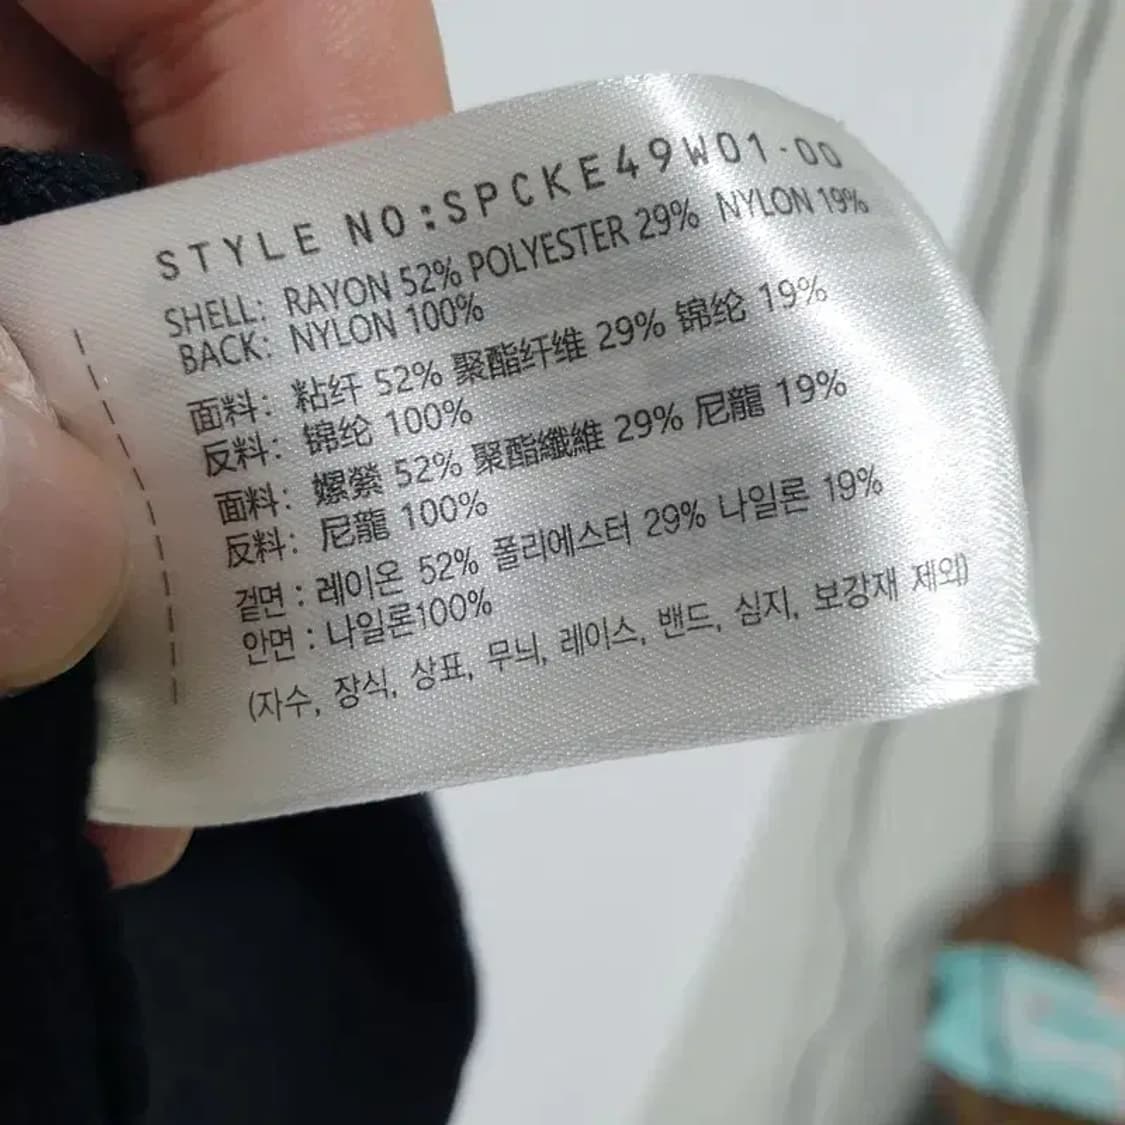 STYLE NO:SPCKE49W01-00
SHELL: RAYON 52% POLYESTER 29% NYLON 19%
BACK: NYLON 100%
面料: 粘纤 52% 聚酯纤维 29% 锦纶 19%
反料: 锦纶 100%
面料: 嫘縈 52% 聚酯纖維 29% 尼龍 19%
反料: 尼龍 100%
겉면 : 레이온 52% 폴리에스터 29% 나일론 19%
안면 : 나일론100%
(자수, 장식, 상표, 무늬, 레이스, 밴드, 심지, 보강재 제외)